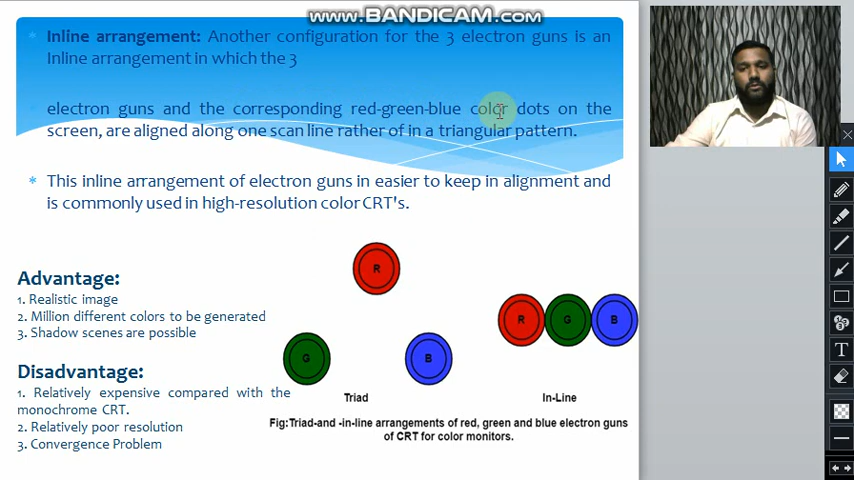 www.BANDICAM.com
Inline arrangement: Another configuration for the 3 electron guns is an
Inline arrangement in which the 3
electron guns and the corresponding red-green-blue color dots on the
screen, are aligned along one scan line rather of in a triangular pattern.
This inline arrangement of electron guns in easier to keep in alignment and
is commonly used in high-resolution color CRT's.
Advantage:
1. Realistic image
2. Million different colors to be generated
3. Shadow scenes are possible
Disadvantage:
1. Relatively expensive compared with the
monochrome CRT.
2. Relatively poor resolution
3. Convergence Problem
R
G
B
Triad
R G B
In-Line
Fig:Triad-and -in-line arrangements of red, green and blue electron guns
of CRT for color monitors.
T